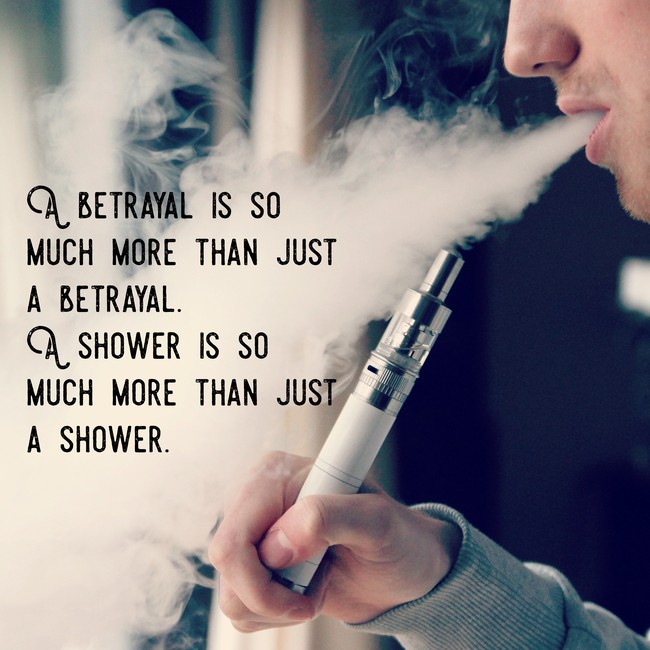 A betrayal is so
much more than just
a betrayal.
A shower is so
much more than just
a shower.